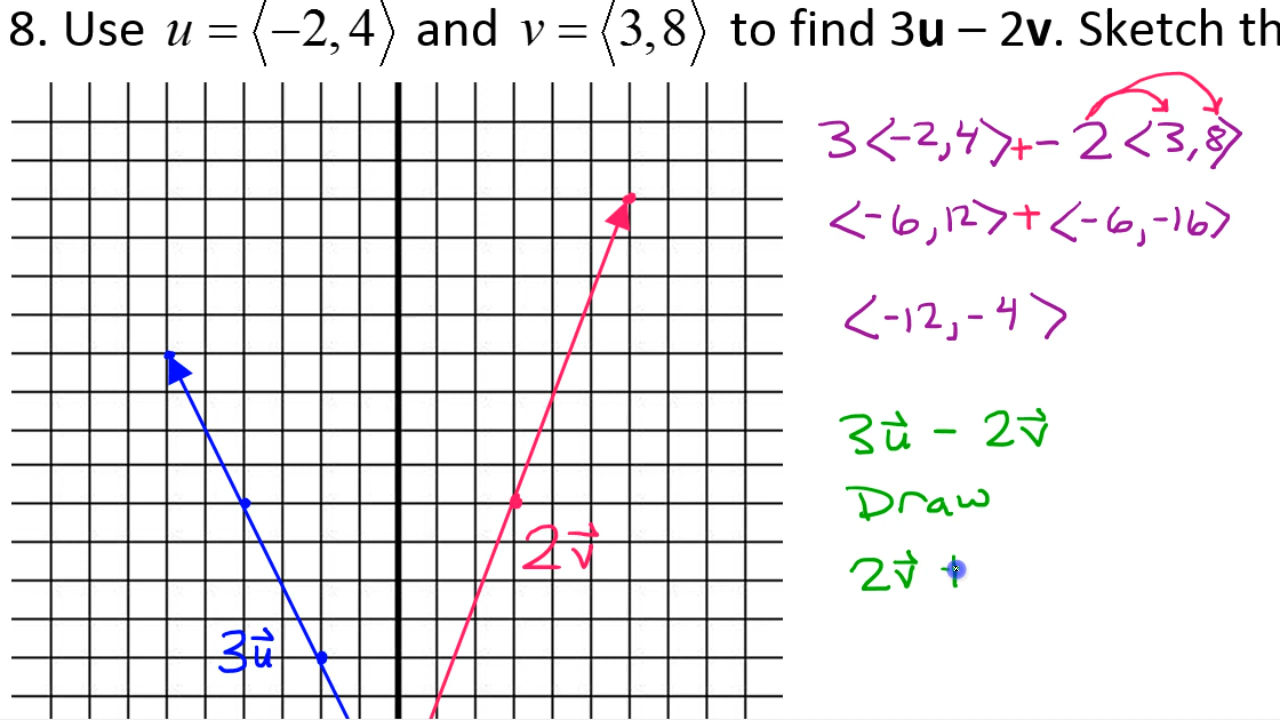 8. Use u = ⟨−2, 4⟩ and v = ⟨3, 8⟩ to find 3u − 2v. Sketch th
3<-2,4> + - 2<3,8>
<-6,12> + <-6,-16>
<-12,-4>
3u⃗ - 2v⃗
Draw
2v⃗ +
2v⃗
3u⃗